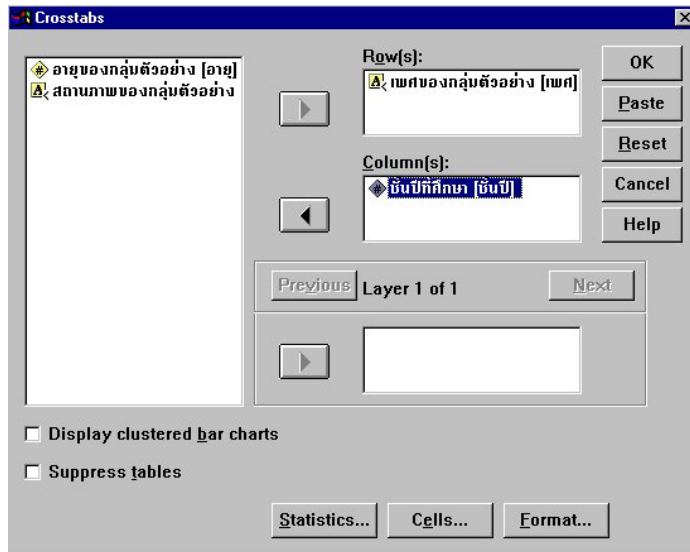 Crosstabs
อายุของกลุ่มตัวอย่าง [อายุ]
สถานภาพของกลุ่มตัวอย่าง
Row(s):
เพศของกลุ่มตัวอย่าง [เพศ]
Column(s):
ชั้นปีที่ศึกษา [ชั้นปี]
OK
Paste
Reset
Cancel
Help
Previous
Layer 1 of 1
Next
Display clustered bar charts
Suppress tables
Statistics...
Cells...
Format...